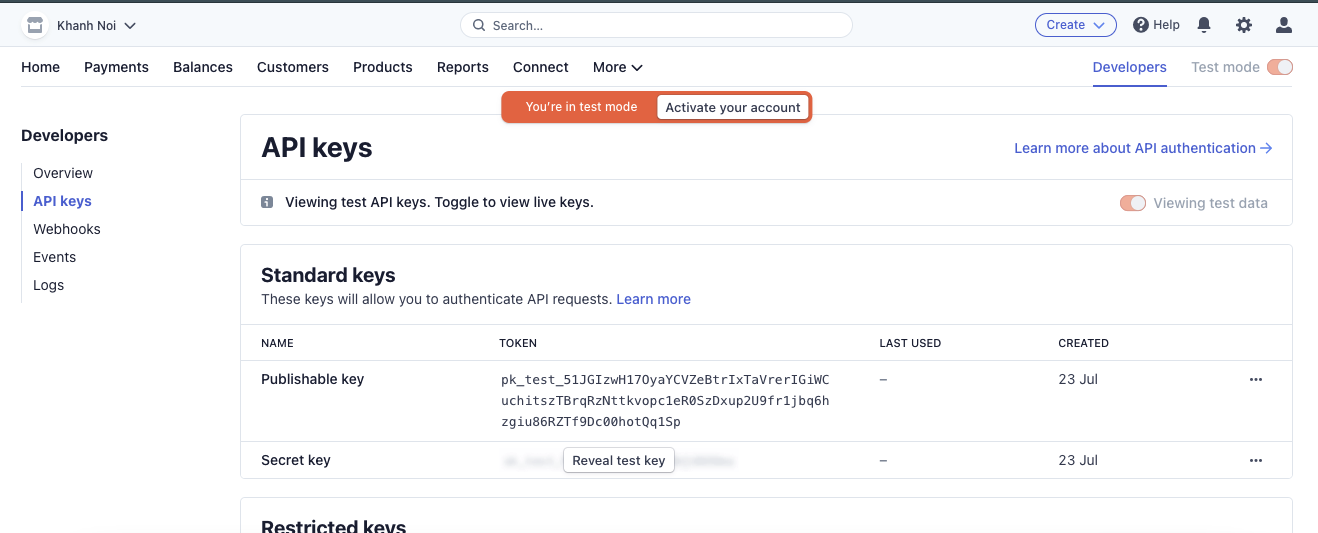 Khanh Noi
Search...
Create
Help
Home Payments Balances Customers Products Reports Connect More
Developers Test mode
You're in test mode Activate your account
Developers
Overview
API keys
Webhooks
Events
Logs
API keys
Learn more about API authentication →
Viewing test API keys. Toggle to view live keys.
Viewing test data
Standard keys
These keys will allow you to authenticate API requests. Learn more
NAME TOKEN LAST USED CREATED
Publishable key pk_test_51JGIzwH17OyaYCVZeBtrIxTaVrerIGiWC – 23 Jul
uchitszTBrqRzNttkvopc1eR0SzDxup2U9fr1jbq6h
zgiu86RZTf9Dc00hotQq1Sp
Secret key Reveal test key – 23 Jul
Restricted keys